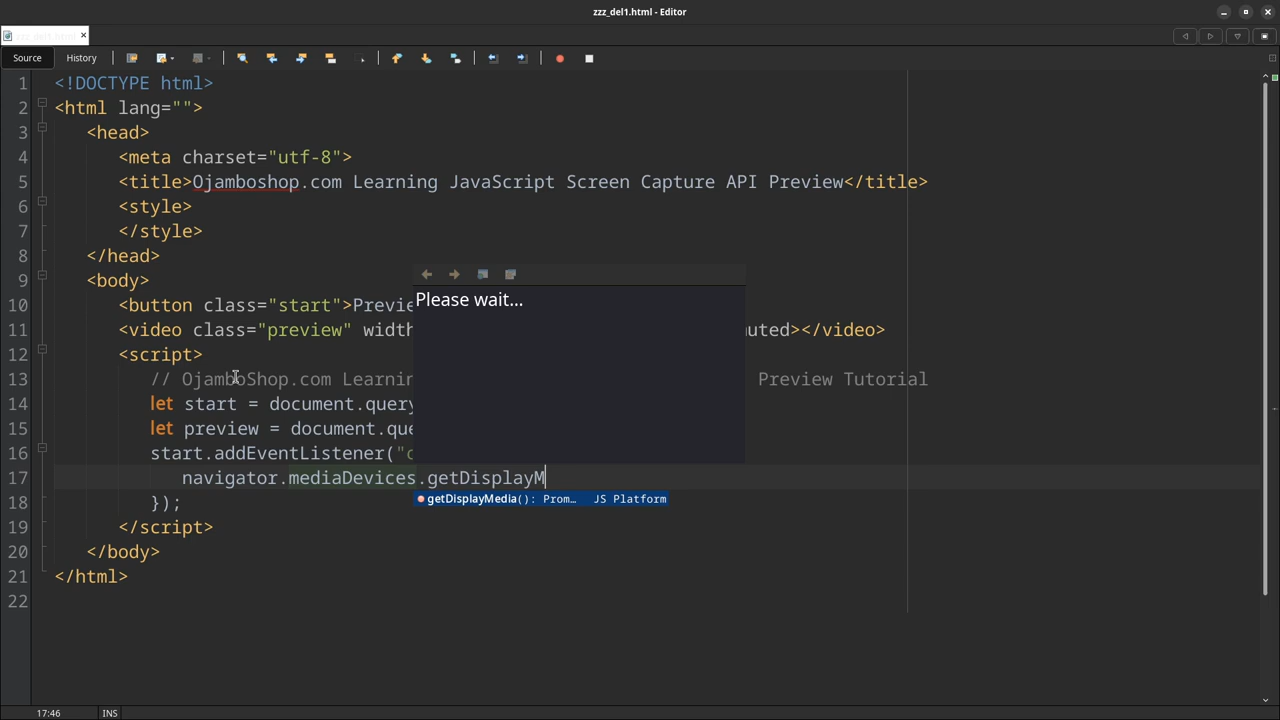 zzz_del1.html - Editor
Source
History
1 <!DOCTYPE html>
2 <html lang="">
3 <head>
4 <meta charset="utf-8">
5 <title>Ojamboshop.com Learning JavaScript Screen Capture API Preview</title>
6 <style>
7 </style>
8 </head>
9 <body>
10 <button class="start">Previe
11 <video class="preview" width uted></video>
12 <script>
13 // OjamboShop.com Learnin Preview Tutorial
14 let start = document.query
15 let preview = document.que
16 start.addEventListener("c
17 navigator.mediaDevices.getDisplayM
18 });
19 </script>
20 </body>
21 </html>
22
Please wait...
getDisplayMedia(): Prom... JS Platform
17:46 INS